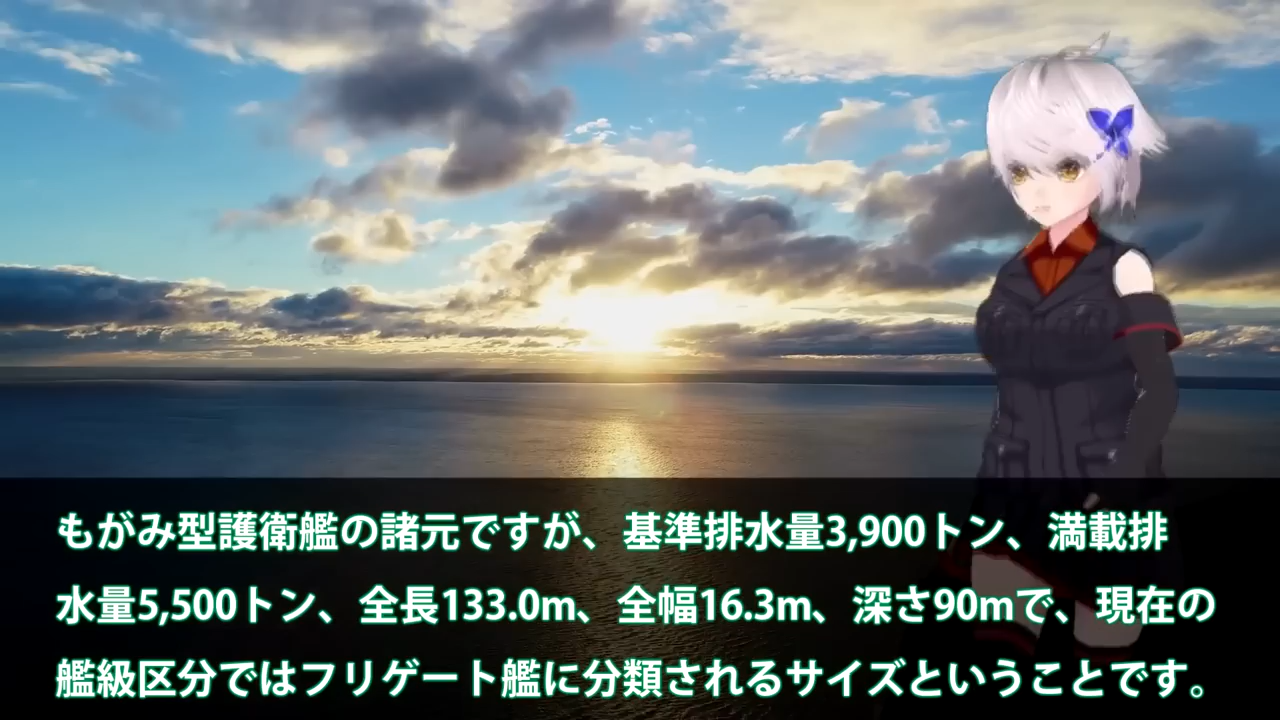 もがみ型護衛艦の諸元ですが、基準排水量3,900トン、満載排
水量5,500トン、全長133.0m、全幅16.3m、深さ90mで、現在の
艦級区分ではフリゲート艦に分類されるサイズということです。